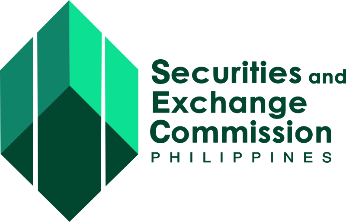 Securities and
Exchange
Commission
PHILIPPINES